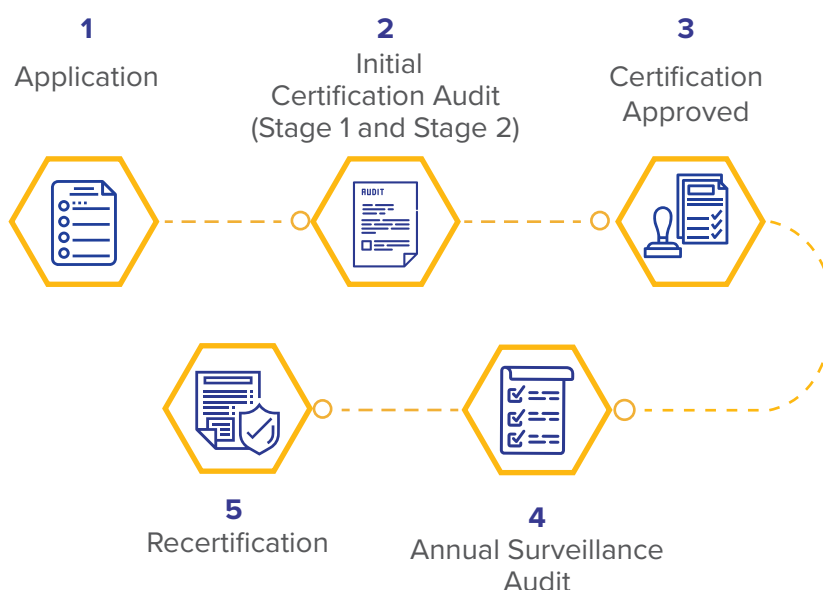 1
Application
2
Initial
Certification Audit
(Stage 1 and Stage 2)
3
Certification
Approved
AUDIT
5
Recertification
4
Annual Surveillance
Audit